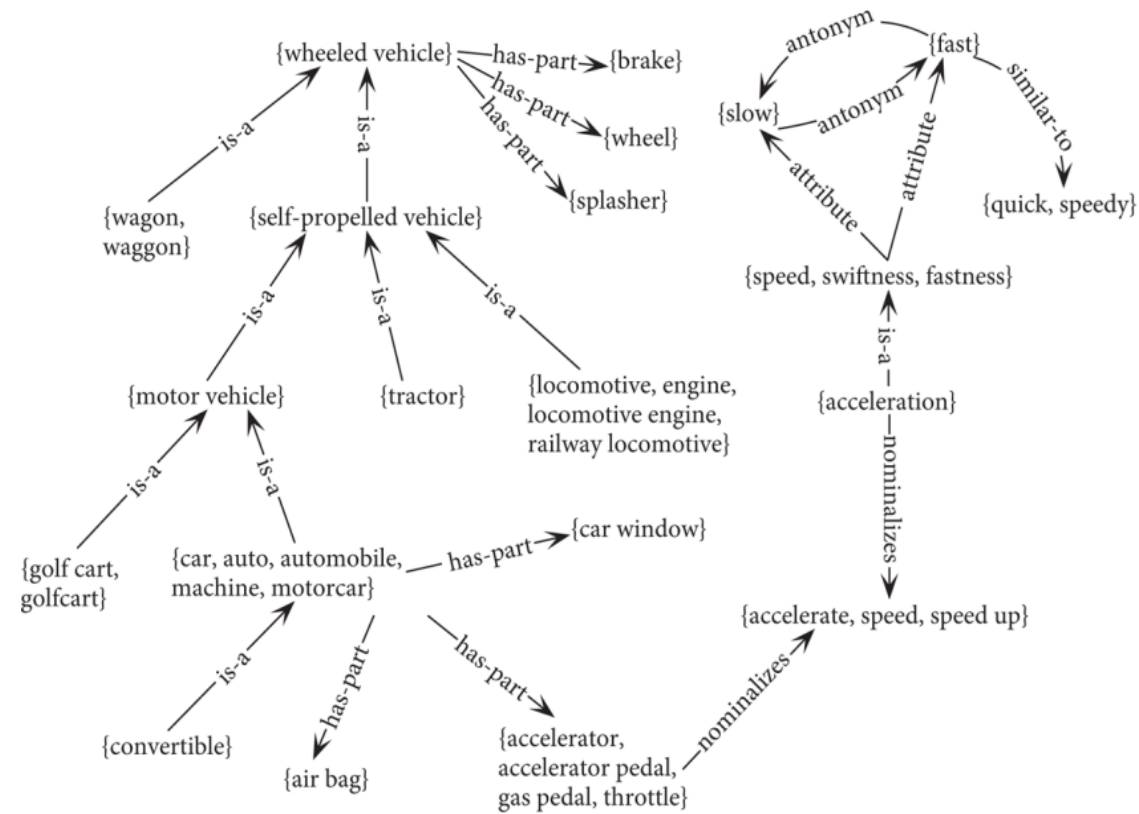 {wheeled vehicle}
has-part
{brake}
has-part
{wheel}
has-part
{splasher}
is-a
is-a
{wagon,
waggon}
{self-propelled vehicle}
is-a
is-a
is-a
{motor vehicle}
{tractor}
{locomotive, engine,
locomotive engine,
railway locomotive}
is-a
is-a
{golf cart,
golfcart}
{car, auto, automobile,
machine, motorcar}
has-part
{car window}
is-a
has-part
has-part
{convertible}
{air bag}
{accelerator,
accelerator pedal,
gas pedal, throttle}
nominalizes
antonym
{fast}
{slow}
antonym
similar-to
attribute
attribute
{quick, speedy}
{speed, swiftness, fastness}
is-a
{acceleration}
nominalizes
{accelerate, speed, speed up}